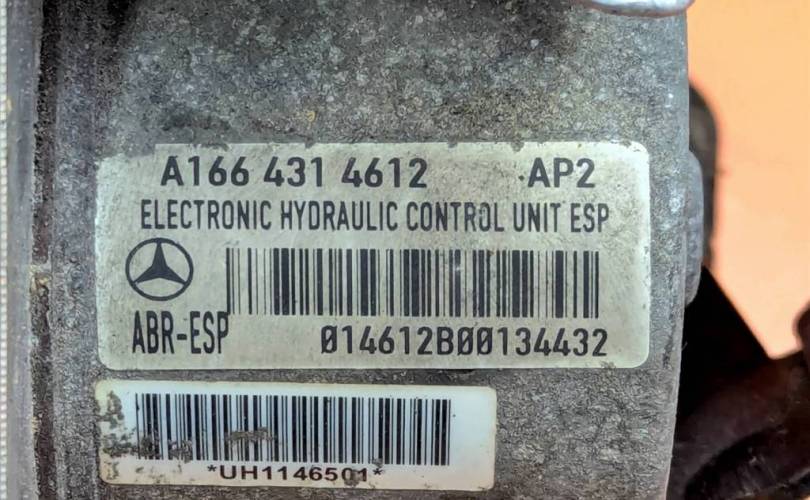 A166 431 4612 AP2
ELECTRONIC HYDRAULIC CONTROL UNIT ESP
ABR-ESP 014612B00134432
*UH1146501*